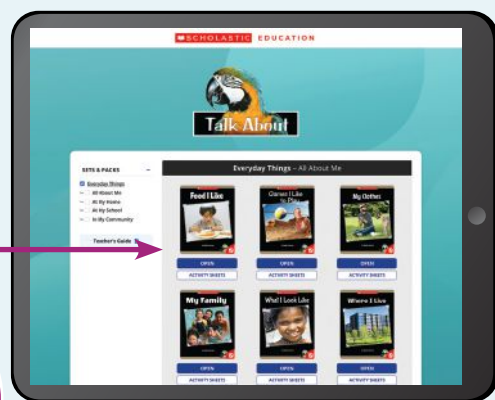 SCHOLASTIC EDUCATION
Talk About
SETS & PACKS –
Everyday Things
All About Me
At My Home
At My School
In My Community
Teacher's Guide
Everyday Things – All About Me
Food I Like
Games I Like
to Play
My Clothes
OPEN
OPEN
OPEN
ACTIVITY SHEETS
ACTIVITY SHEETS
ACTIVITY SHEETS
My Family
What I Look Like
Where I Live
OPEN
OPEN
OPEN
ACTIVITY SHEETS
ACTIVITY SHEETS
ACTIVITY SHEETS